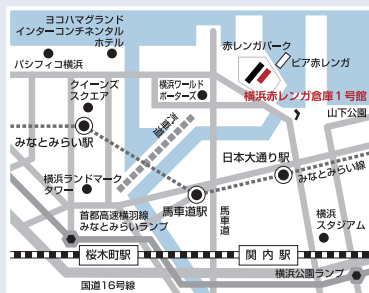 ヨコハマグランド
インターコンチネンタル
ホテル
パシフィコ横浜
赤レンガパーク
ピア赤レンガ
クイーンズ
スクエア
横浜ワールド
ポーターズ
横浜赤レンガ倉庫1号館
山下公園
汽車道
みなとみらい駅
日本大通り駅
みなとみらい線
横浜ランドマーク
タワー
馬車道駅
馬車道
首都高速横羽線
みなとみらいランプ
横浜
スタジアム
桜木町駅
関内駅
横浜公園ランプ
国道16号線